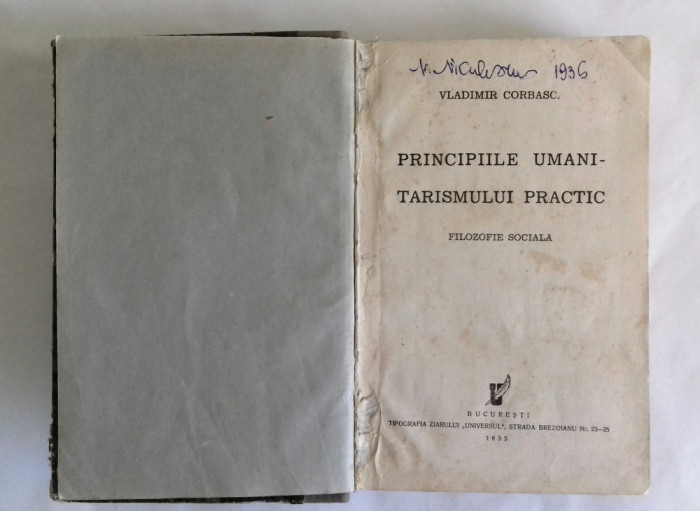 N. Niculescu 1936
VLADIMIR CORBASC.
PRINCIPIILE UMANI-
TARISMULUI PRACTIC
FILOZOFIE SOCIALĂ
BUCUREȘTI
TIPOGRAFIA ZIARULUI „UNIVERSUL", STRADA BREZOIANU No. 23—25
1935